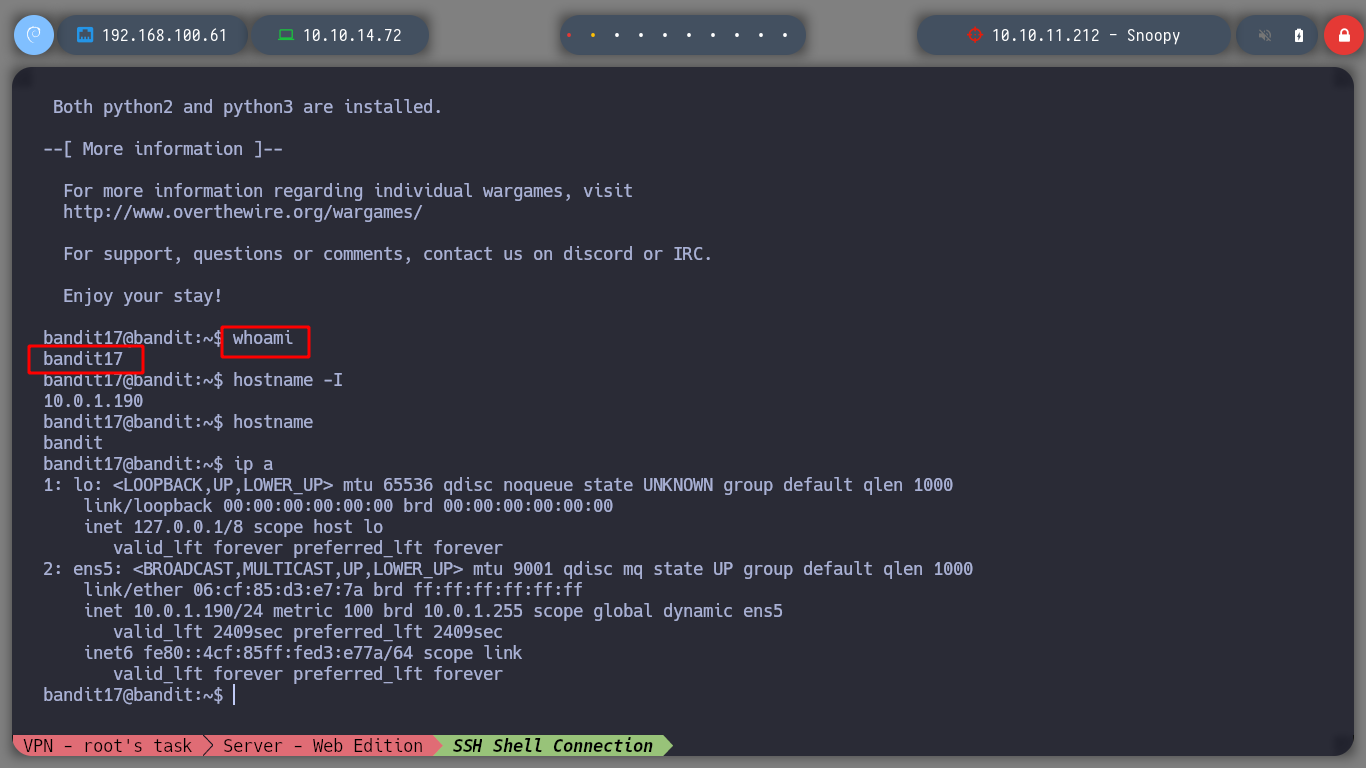 192.168.100.61
10.10.14.72
10.10.11.212 - Snoopy
Both python2 and python3 are installed.
--[ More information ]--
For more information regarding individual wargames, visit
http://www.overthewire.org/wargames/
For support, questions or comments, contact us on discord or IRC.
Enjoy your stay!
bandit17@bandit:~$ whoami
bandit17
bandit17@bandit:~$ hostname -I
10.0.1.190
bandit17@bandit:~$ hostname
bandit
bandit17@bandit:~$ ip a
1: lo: <LOOPBACK,UP,LOWER_UP> mtu 65536 qdisc noqueue state UNKNOWN group default qlen 1000
link/loopback 00:00:00:00:00:00 brd 00:00:00:00:00:00
inet 127.0.0.1/8 scope host lo
valid_lft forever preferred_lft forever
2: ens5: <BROADCAST,MULTICAST,UP,LOWER_UP> mtu 9001 qdisc mq state UP group default qlen 1000
link/ether 06:cf:85:d3:e7:7a brd ff:ff:ff:ff:ff:ff
inet 10.0.1.190/24 metric 100 brd 10.0.1.255 scope global dynamic ens5
valid_lft 2409sec preferred_lft 2409sec
inet6 fe80::4cf:85ff:fed3:e77a/64 scope link
valid_lft forever preferred_lft forever
bandit17@bandit:~$
VPN - root's task
Server - Web Edition
SSH Shell Connection